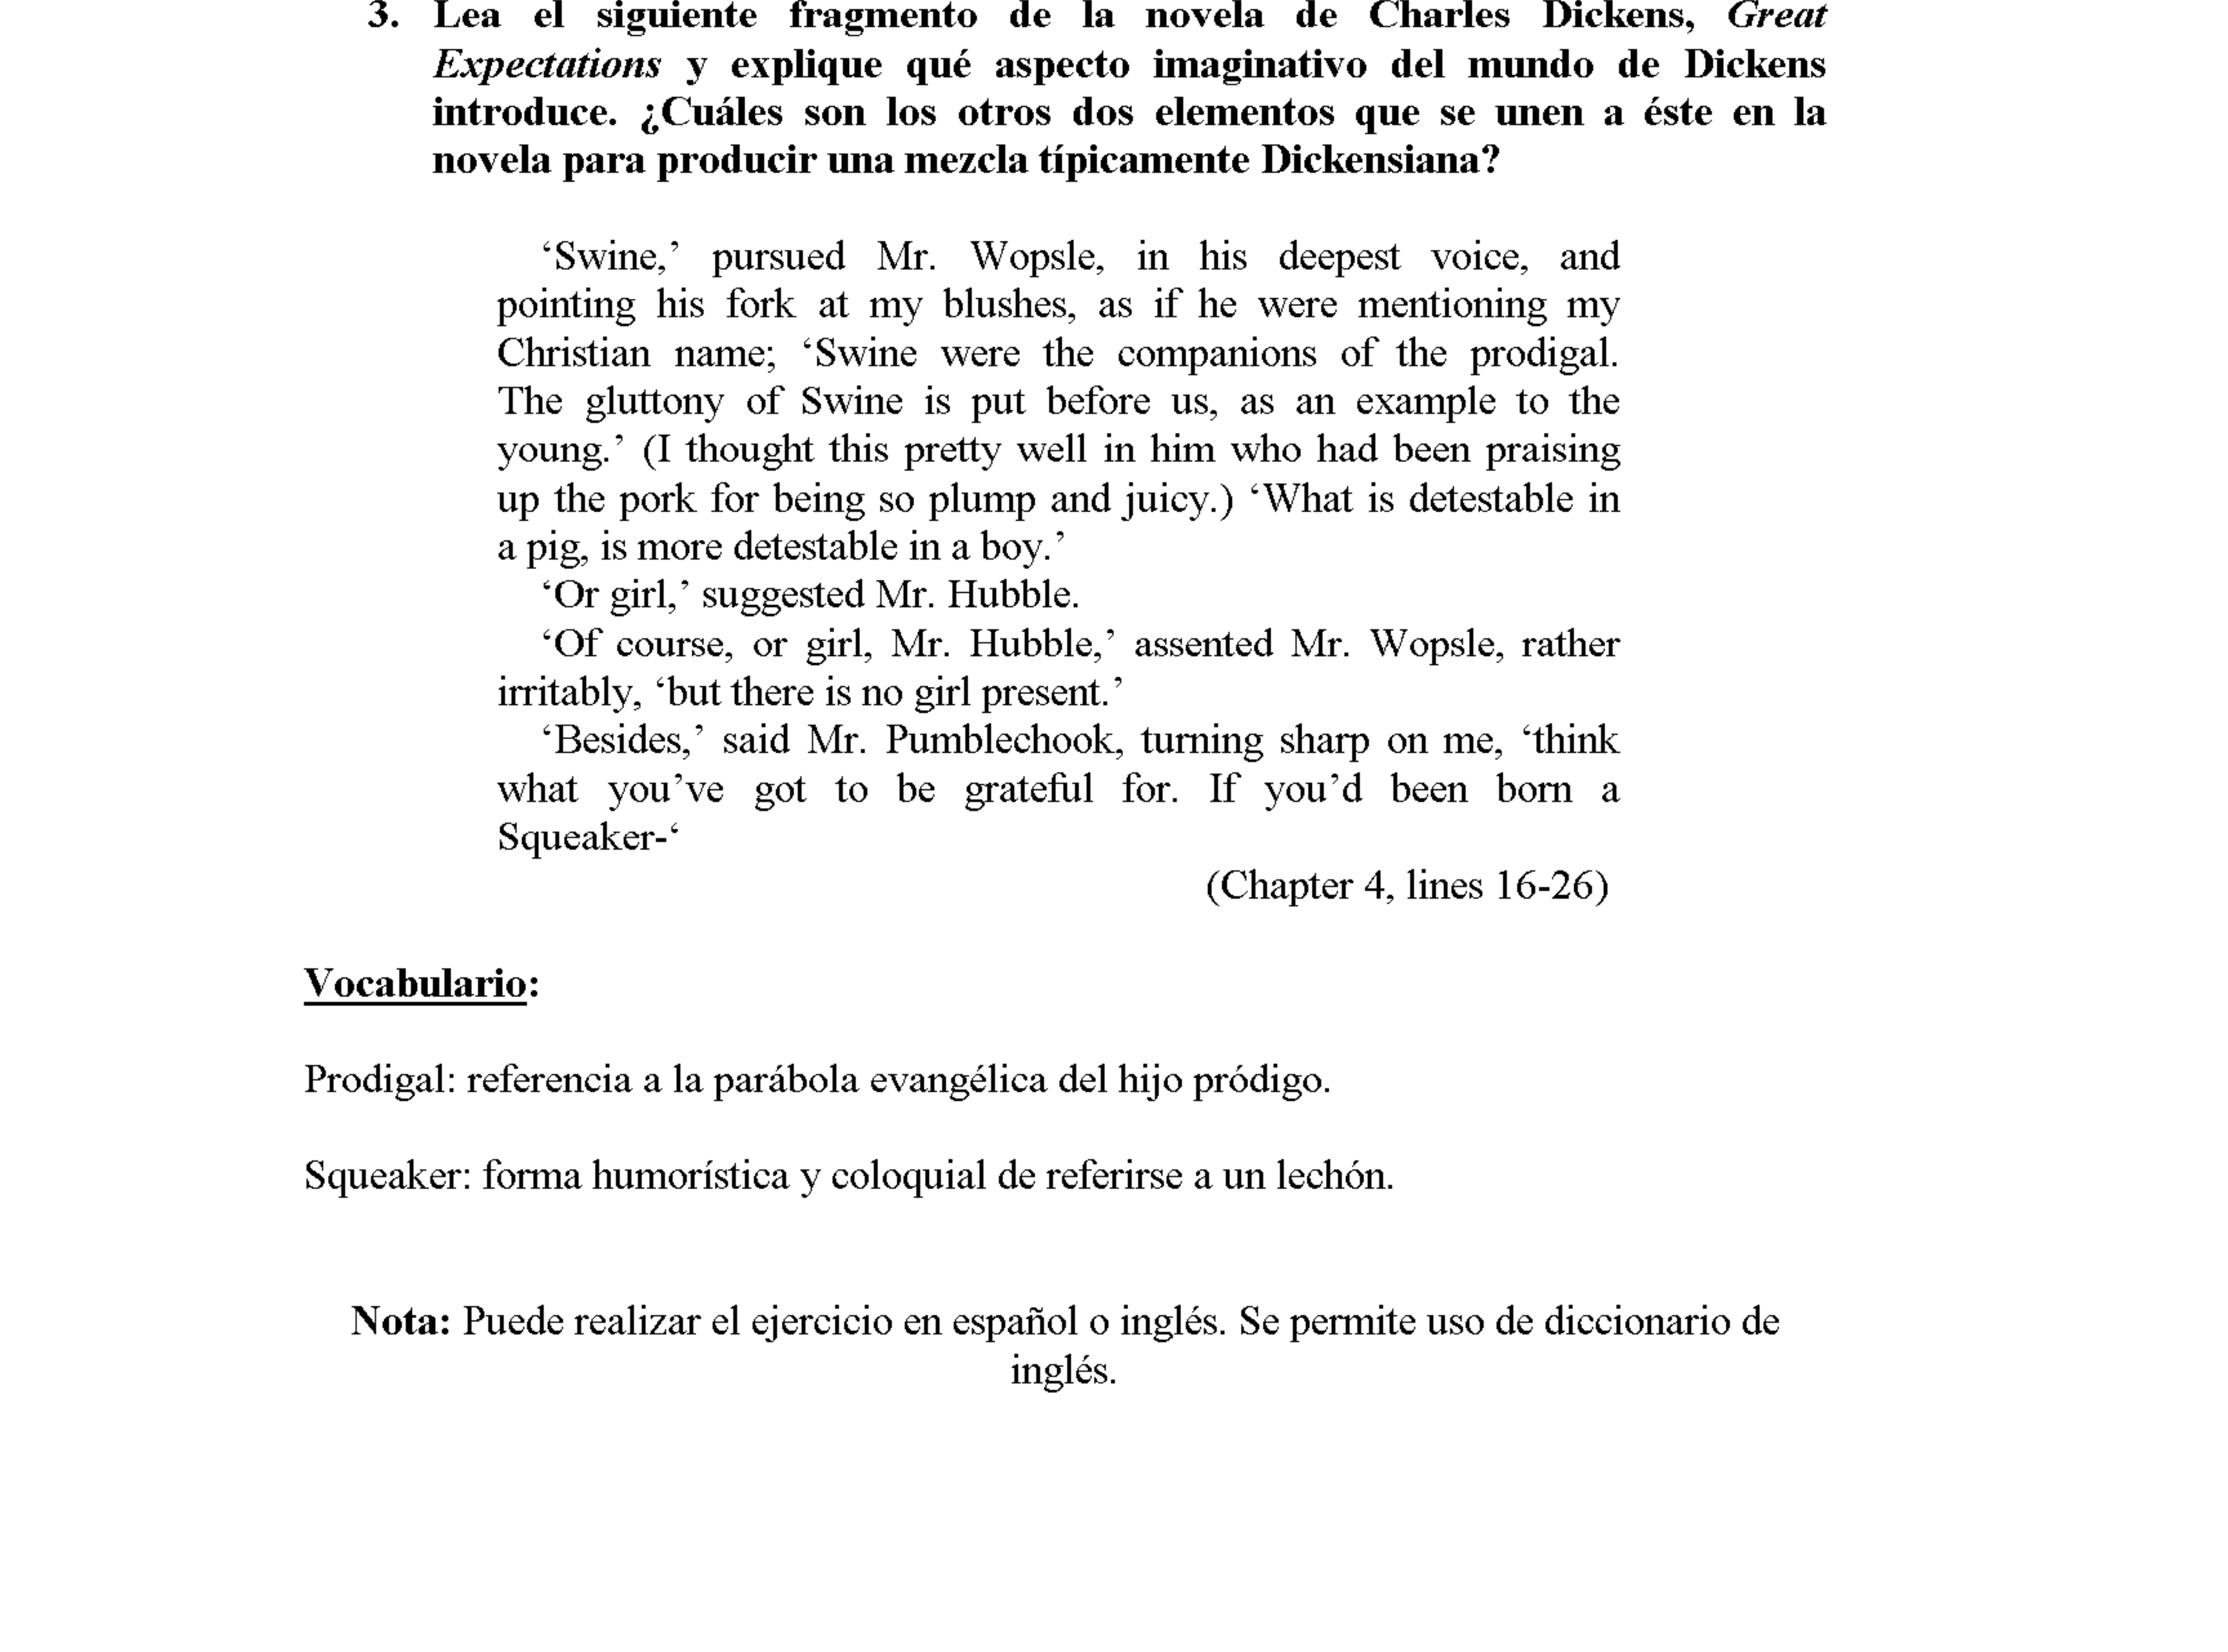 3. Lea el siguiente fragmento de la novela de Charles Dickens, Great
Expectations y explique qué aspecto imaginativo del mundo de Dickens
introduce. ¿Cuáles son los otros dos elementos que se unen a éste en la
novela para producir una mezcla típicamente Dickensiana?
‘Swine,’ pursued Mr. Wopsle, in his deepest voice, and
pointing his fork at my blushes, as if he were mentioning my
Christian name; ‘Swine were the companions of the prodigal.
The gluttony of Swine is put before us, as an example to the
young.’ (I thought this pretty well in him who had been praising
up the pork for being so plump and juicy.) ‘What is detestable in
a pig, is more detestable in a boy.’
‘Or girl,’ suggested Mr. Hubble.
‘Of course, or girl, Mr. Hubble,’ assented Mr. Wopsle, rather
irritably, ‘but there is no girl present.’
‘Besides,’ said Mr. Pumblechook, turning sharp on me, ‘think
what you’ve got to be grateful for. If you’d been born a
Squeaker-‘
(Chapter 4, lines 16-26)
Vocabulario:
Prodigal: referencia a la parábola evangélica del hijo pródigo.
Squeaker: forma humorística y coloquial de referirse a un lechón.
Nota: Puede realizar el ejercicio en español o inglés. Se permite uso de diccionario de
inglés.